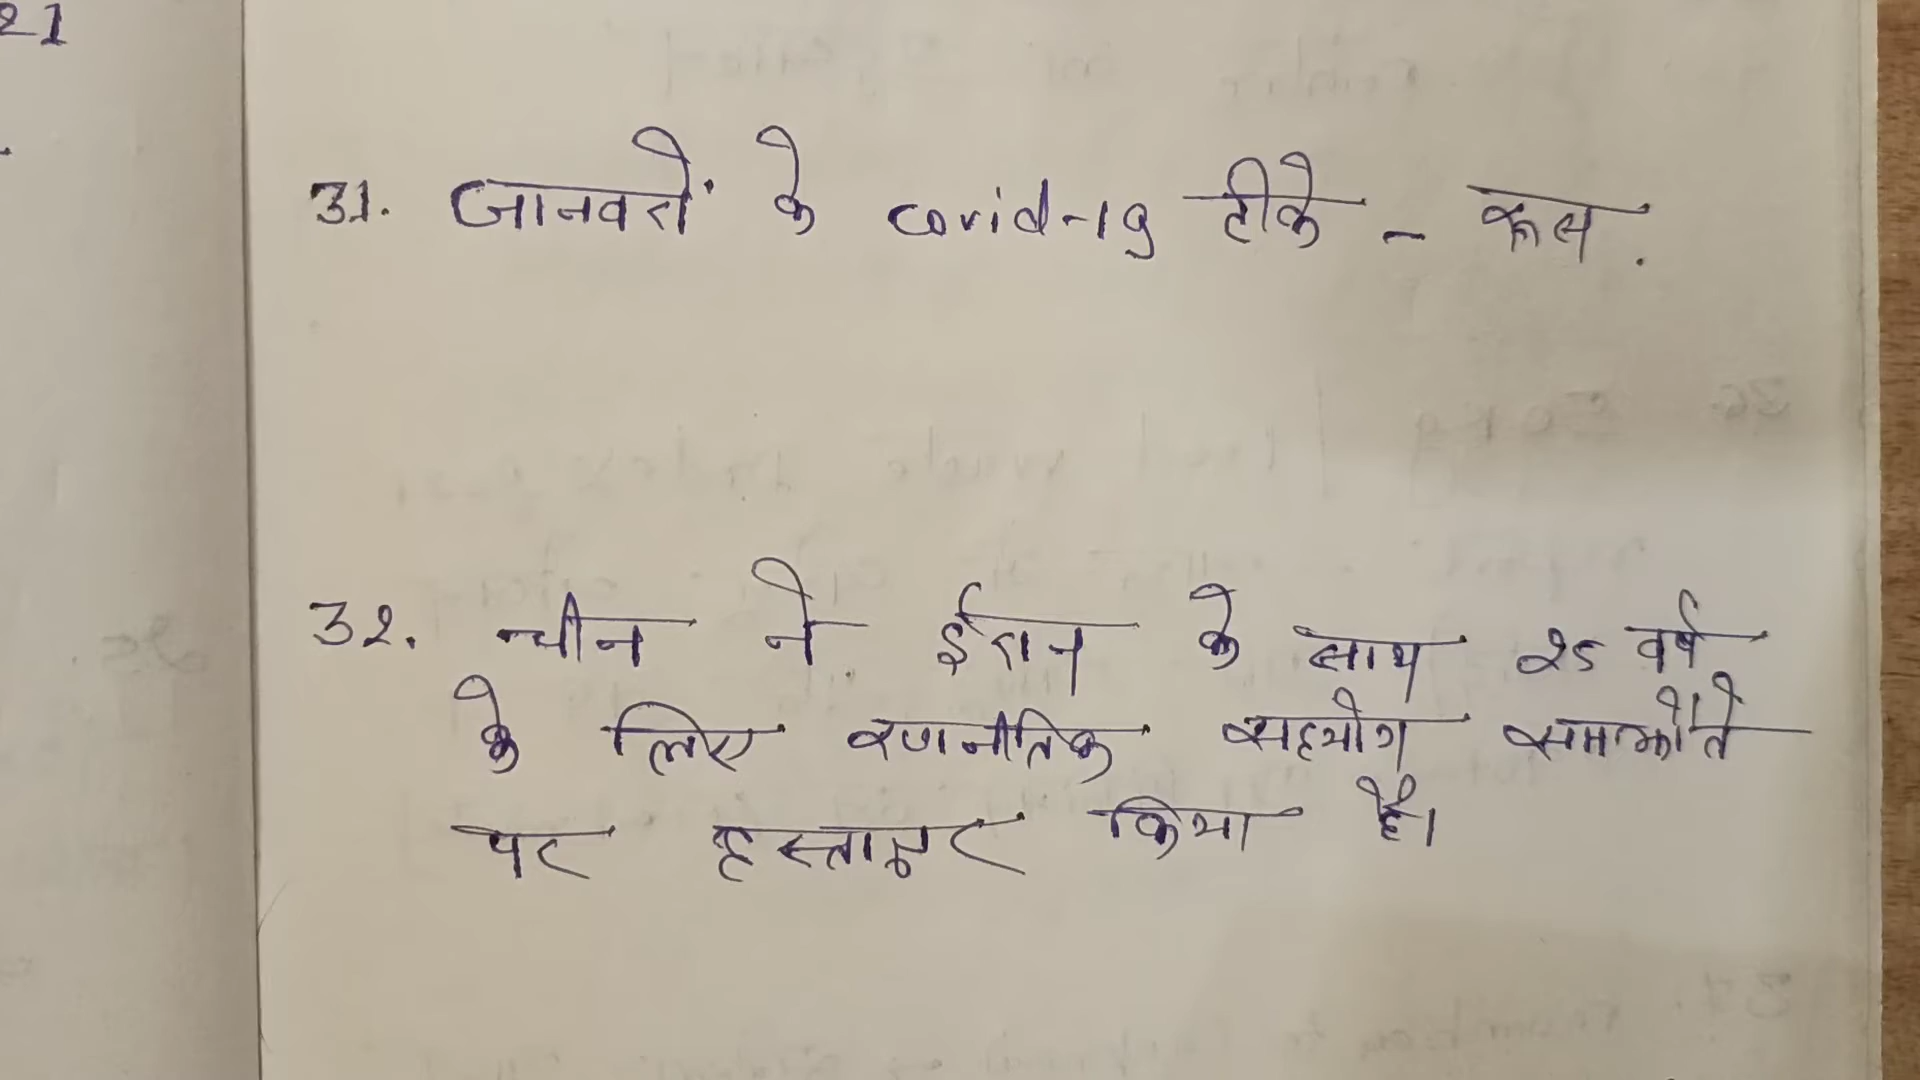 21
31. जानवरों के covid-19 टीके - रूस.
32. चीन ने ईरान के साथ 25 वर्ष
के लिए रणनीतिक सहयोग समझौते
पर हस्ताक्षर किया है।